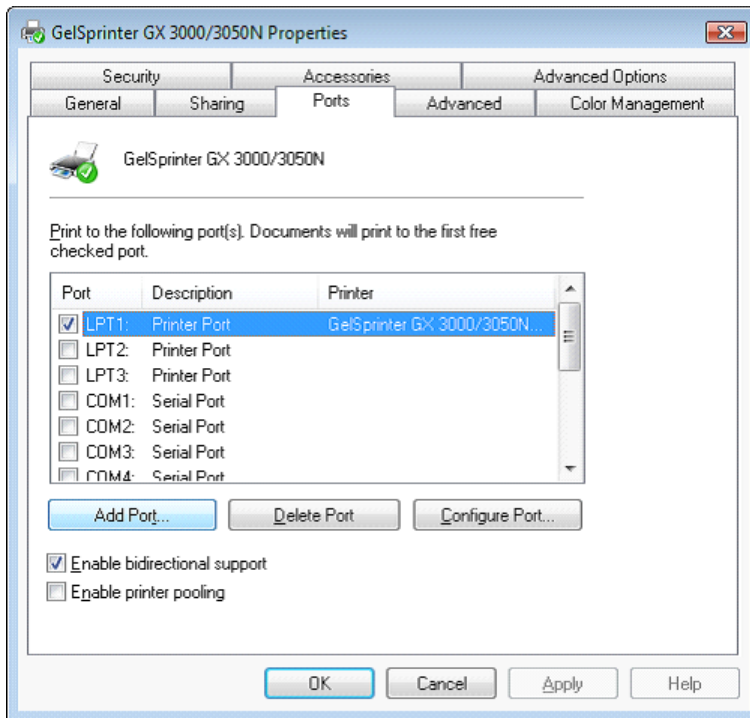 GelSprinter GX 3000/3050N Properties
Security Accessories Advanced Options
General Sharing Ports Advanced Color Management
GelSprinter GX 3000/3050N
Print to the following port(s). Documents will print to the first free
checked port.
Port Description Printer
LPT1: Printer Port GelSprinter GX 3000/3050N...
LPT2: Printer Port
LPT3: Printer Port
COM1: Serial Port
COM2: Serial Port
COM3: Serial Port
COM4: Serial Port
Add Port... Delete Port Configure Port...
Enable bidirectional support
Enable printer pooling
OK Cancel Apply Help